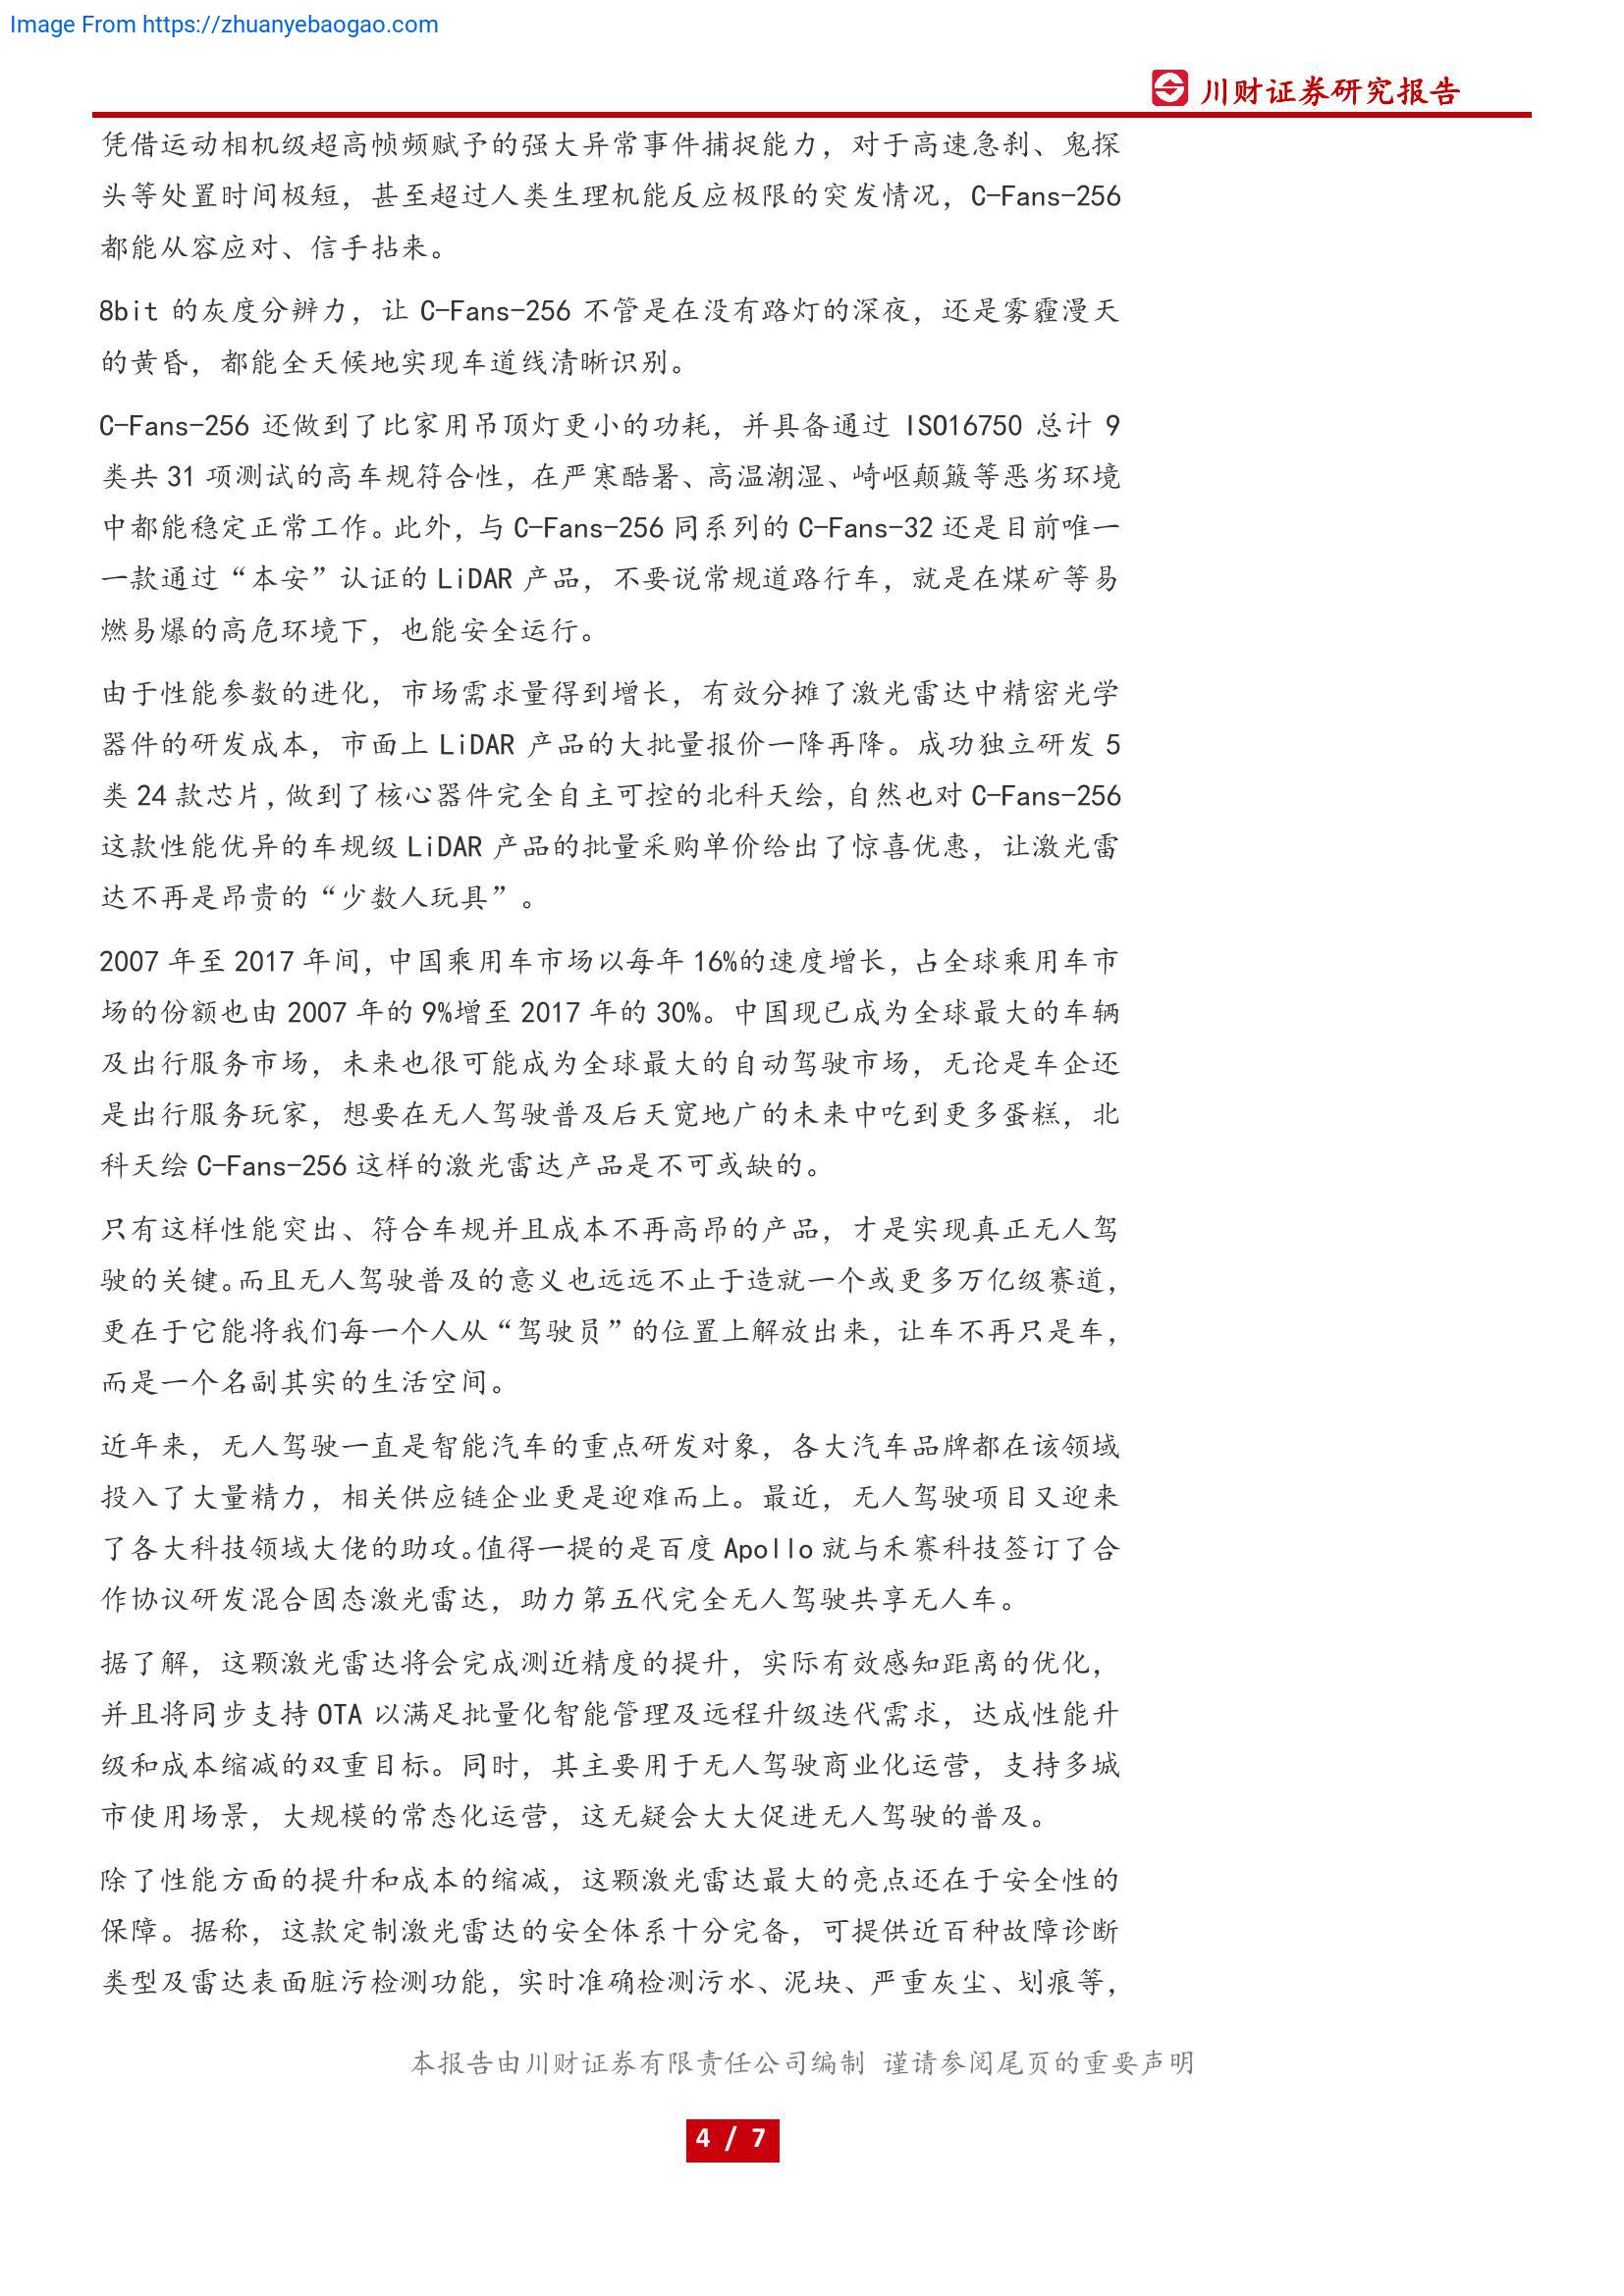 Image From https://zhuanyebaogao.com
川财证券研究报告
凭借运动相机级超高帧频赋予的强大异常事件捕捉能力，对于高速急刹、鬼探
头等处置时间极短，甚至超过人类生理机能反应极限的突发情况，C-Fans-256
都能从容应对、信手拈来。
8bit 的灰度分辨力，让 C-Fans-256 不管是在没有路灯的深夜，还是雾霾漫天
的黄昏，都能全天候地实现车道线清晰识别。
C-Fans-256 还做到了比家用吊顶灯更小的功耗，并具备通过 ISO16750 总计 9
类共 31 项测试的高车规符合性，在严寒酷暑、高温潮湿、崎岖颠簸等恶劣环境
中都能稳定正常工作。此外，与 C-Fans-256 同系列的 C-Fans-32 还是目前唯一
一款通过“本安”认证的 LiDAR 产品，不要说常规道路行车，就是在煤矿等易
燃易爆的高危环境下，也能安全运行。
由于性能参数的进化，市场需求量得到增长，有效分摊了激光雷达中精密光学
器件的研发成本，市面上 LiDAR 产品的大批量报价一降再降。成功独立研发 5
类 24 款芯片，做到了核心器件完全自主可控的北科天绘，自然也对 C-Fans-256
这款性能优异的车规级 LiDAR 产品的批量采购单价给出了惊喜优惠，让激光雷
达不再是昂贵的“少数人玩具”。
2007 年至 2017 年间，中国乘用车市场以每年 16%的速度增长，占全球乘用车市
场的份额也由 2007 年的 9%增至 2017 年的 30%。中国现已成为全球最大的车辆
及出行服务市场，未来也很可能成为全球最大的自动驾驶市场，无论是车企还
是出行服务玩家，想要在无人驾驶普及后天宽地广的未来中吃到更多蛋糕，北
科天绘 C-Fans-256 这样的激光雷达产品是不可或缺的。
只有这样性能突出、符合车规并且成本不再高昂的产品，才是实现真正无人驾
驶的关键。而且无人驾驶普及的意义也远远不止于造就一个或更多万亿级赛道，
更在于它能将我们每一个人从“驾驶员”的位置上解放出来，让车不再只是车，
而是一个名副其实的生活空间。
近年来，无人驾驶一直是智能汽车的重点研发对象，各大汽车品牌都在该领域
投入了大量精力，相关供应链企业更是迎难而上。最近，无人驾驶项目又迎来
了各大科技领域大佬的助攻。值得一提的是百度 Apollo 就与禾赛科技签订了合
作协议研发混合固态激光雷达，助力第五代完全无人驾驶共享无人车。
据了解，这颗激光雷达将会完成测近精度的提升，实际有效感知距离的优化，
并且将同步支持 OTA 以满足批量化智能管理及远程升级迭代需求，达成性能升
级和成本缩减的双重目标。同时，其主要用于无人驾驶商业化运营，支持多城
市使用场景，大规模的常态化运营，这无疑会大大促进无人驾驶的普及。
除了性能方面的提升和成本的缩减，这颗激光雷达最大的亮点还在于安全性的
保障。据称，这款定制激光雷达的安全体系十分完备，可提供近百种故障诊断
类型及雷达表面脏污检测功能，实时准确检测污水、泥块、严重灰尘、划痕等，
本报告由川财证券有限责任公司编制 谨请参阅尾页的重要声明
4 / 7